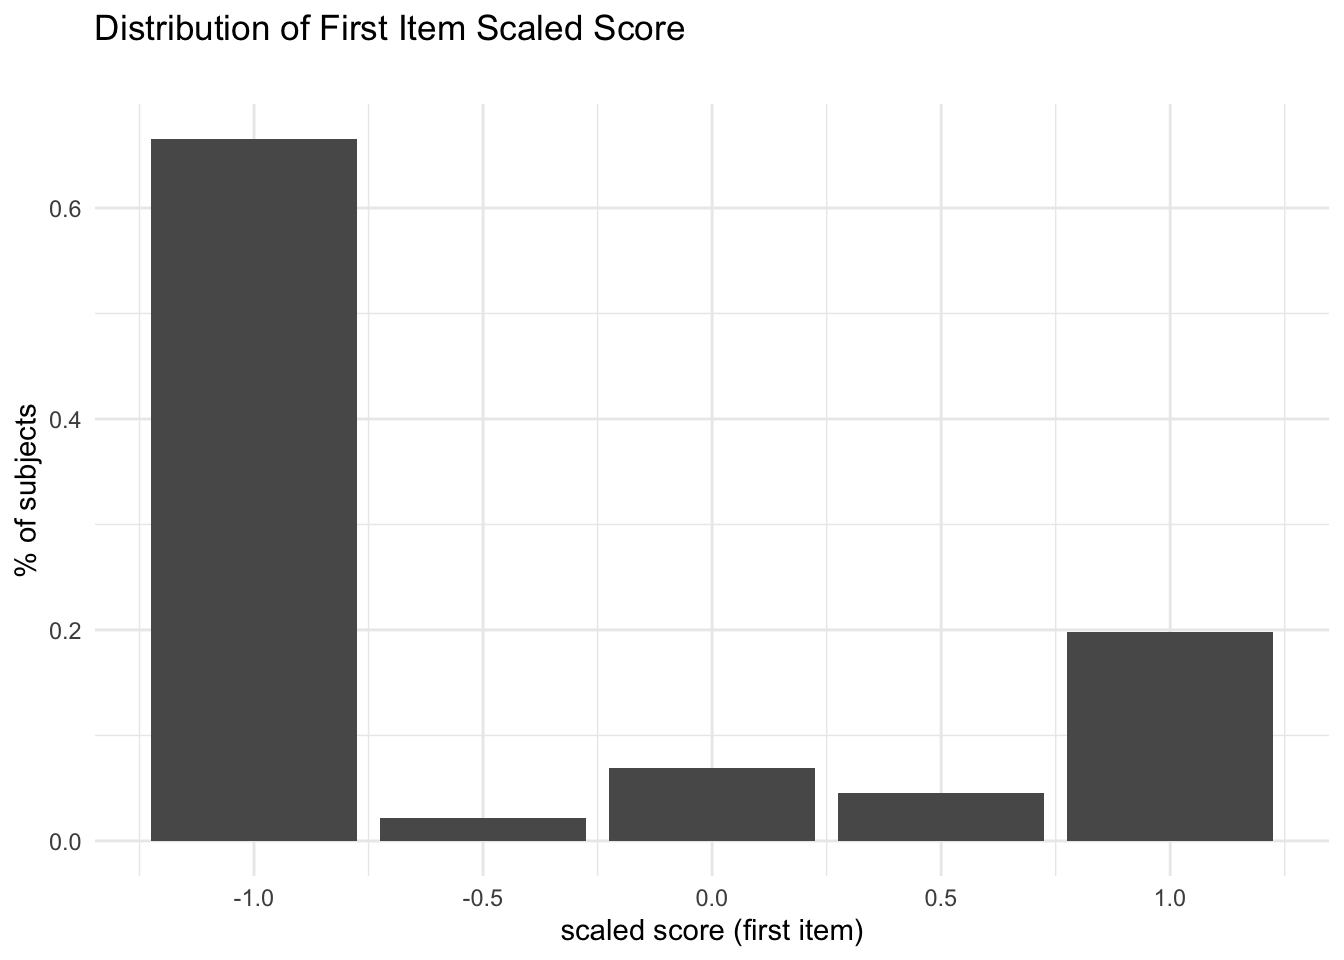 Distribution of First Item Scaled Score
% of subjects
0.6
0.4
0.2
0.0
-1.0 -0.5 0.0 0.5 1.0
scaled score (first item)